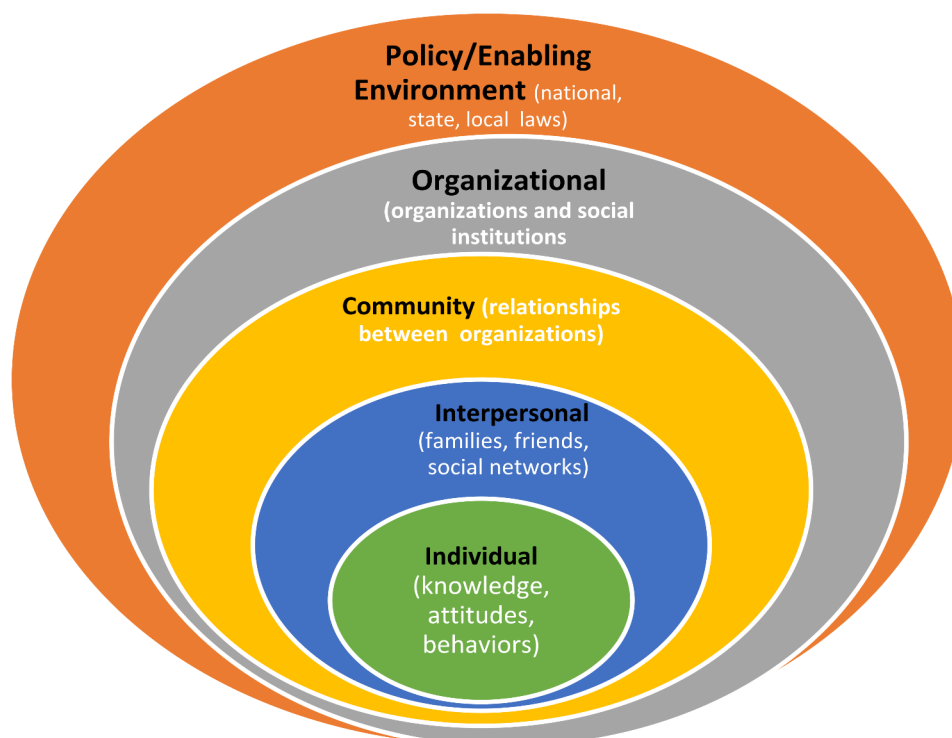 Policy/Enabling
Environment (national,
state, local  laws)
Organizational
(organizations and social
institutions
Community (relationships
between  organizations)
Interpersonal
(families, friends,
social networks)
Individual
(knowledge,
attitudes,
behaviors)